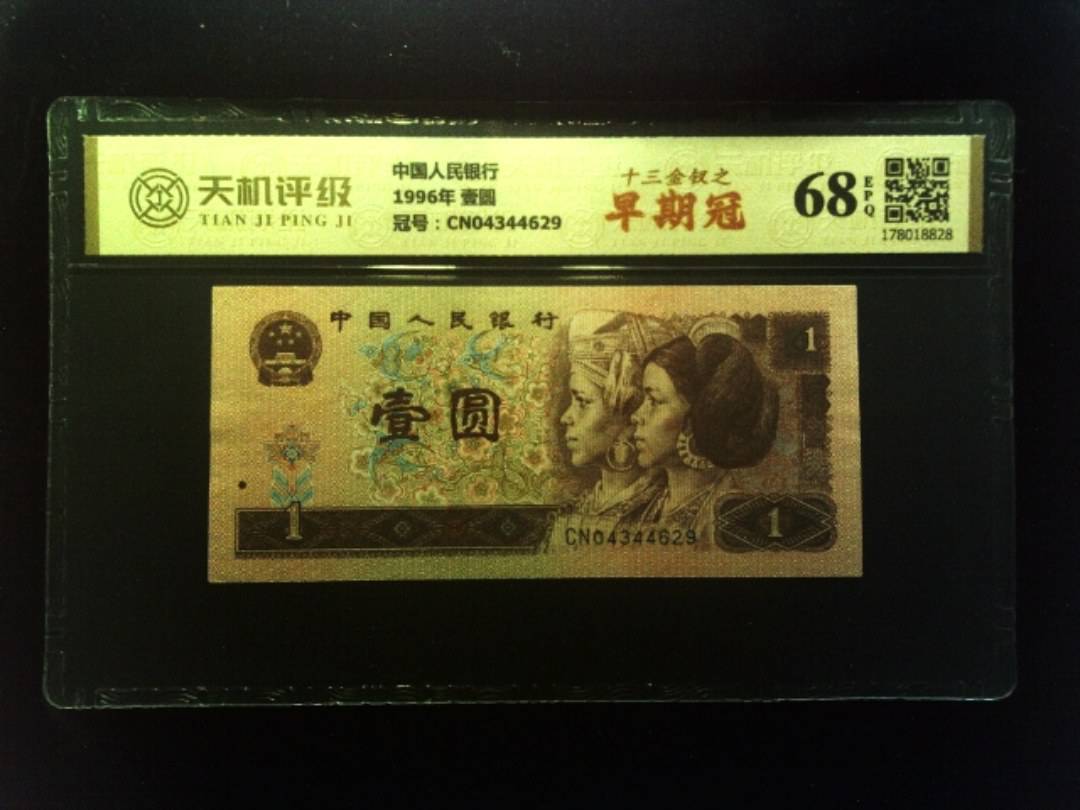 天机评级
TIAN JI PING JI
中国人民银行
1996年 壹圆
冠号：CN04344629
十三金钗之
早期冠
68
EPQ
178018828
中国人民银行
壹圆
1
1
CN04344629
1